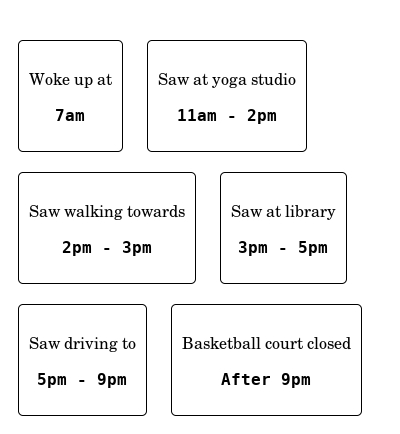 Woke up at
7am
Saw at yoga studio
11am - 2pm
Saw walking towards
2pm - 3pm
Saw at library
3pm - 5pm
Saw driving to
5pm - 9pm
Basketball court closed
After 9pm